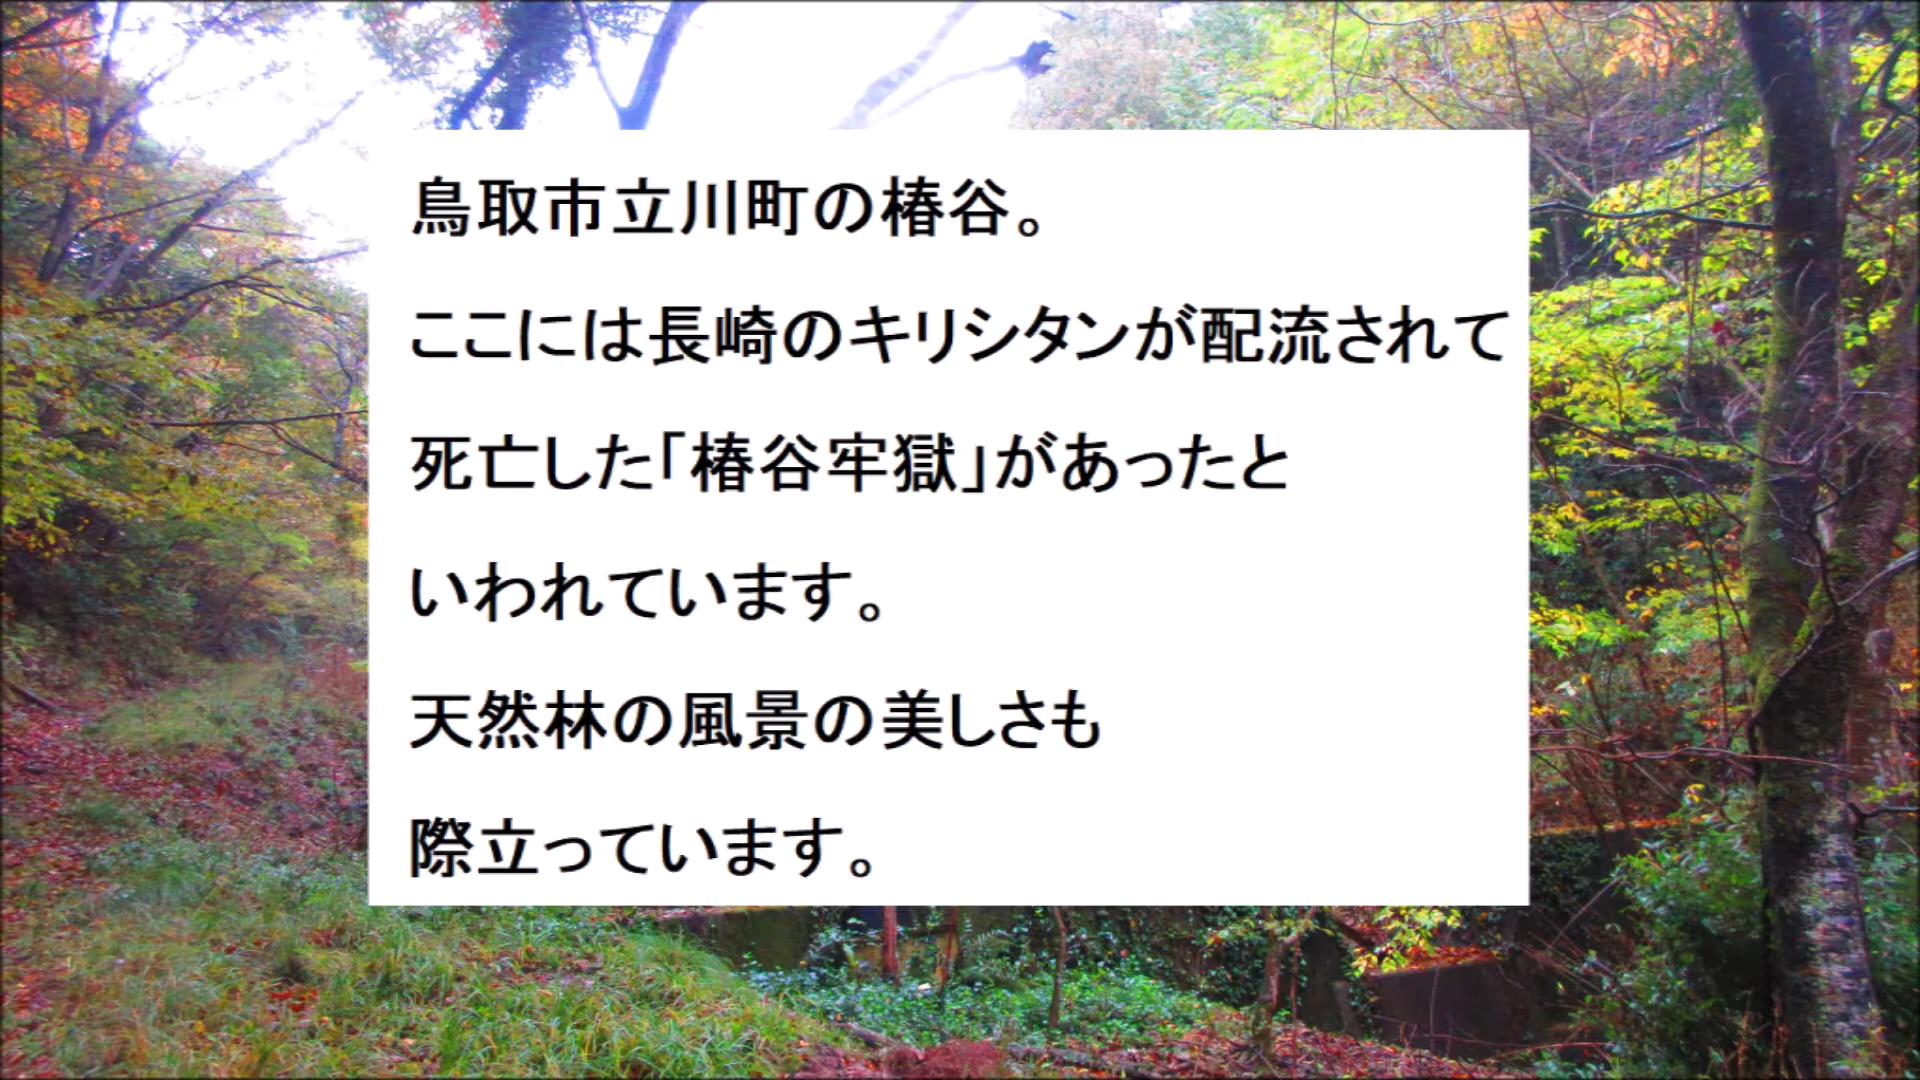 鳥取市立川町の椿谷。
ここには長崎のキリシタンが配流されて
死亡した「椿谷牢獄」があったと
いわれています。
天然林の風景の美しさも
際立っています。